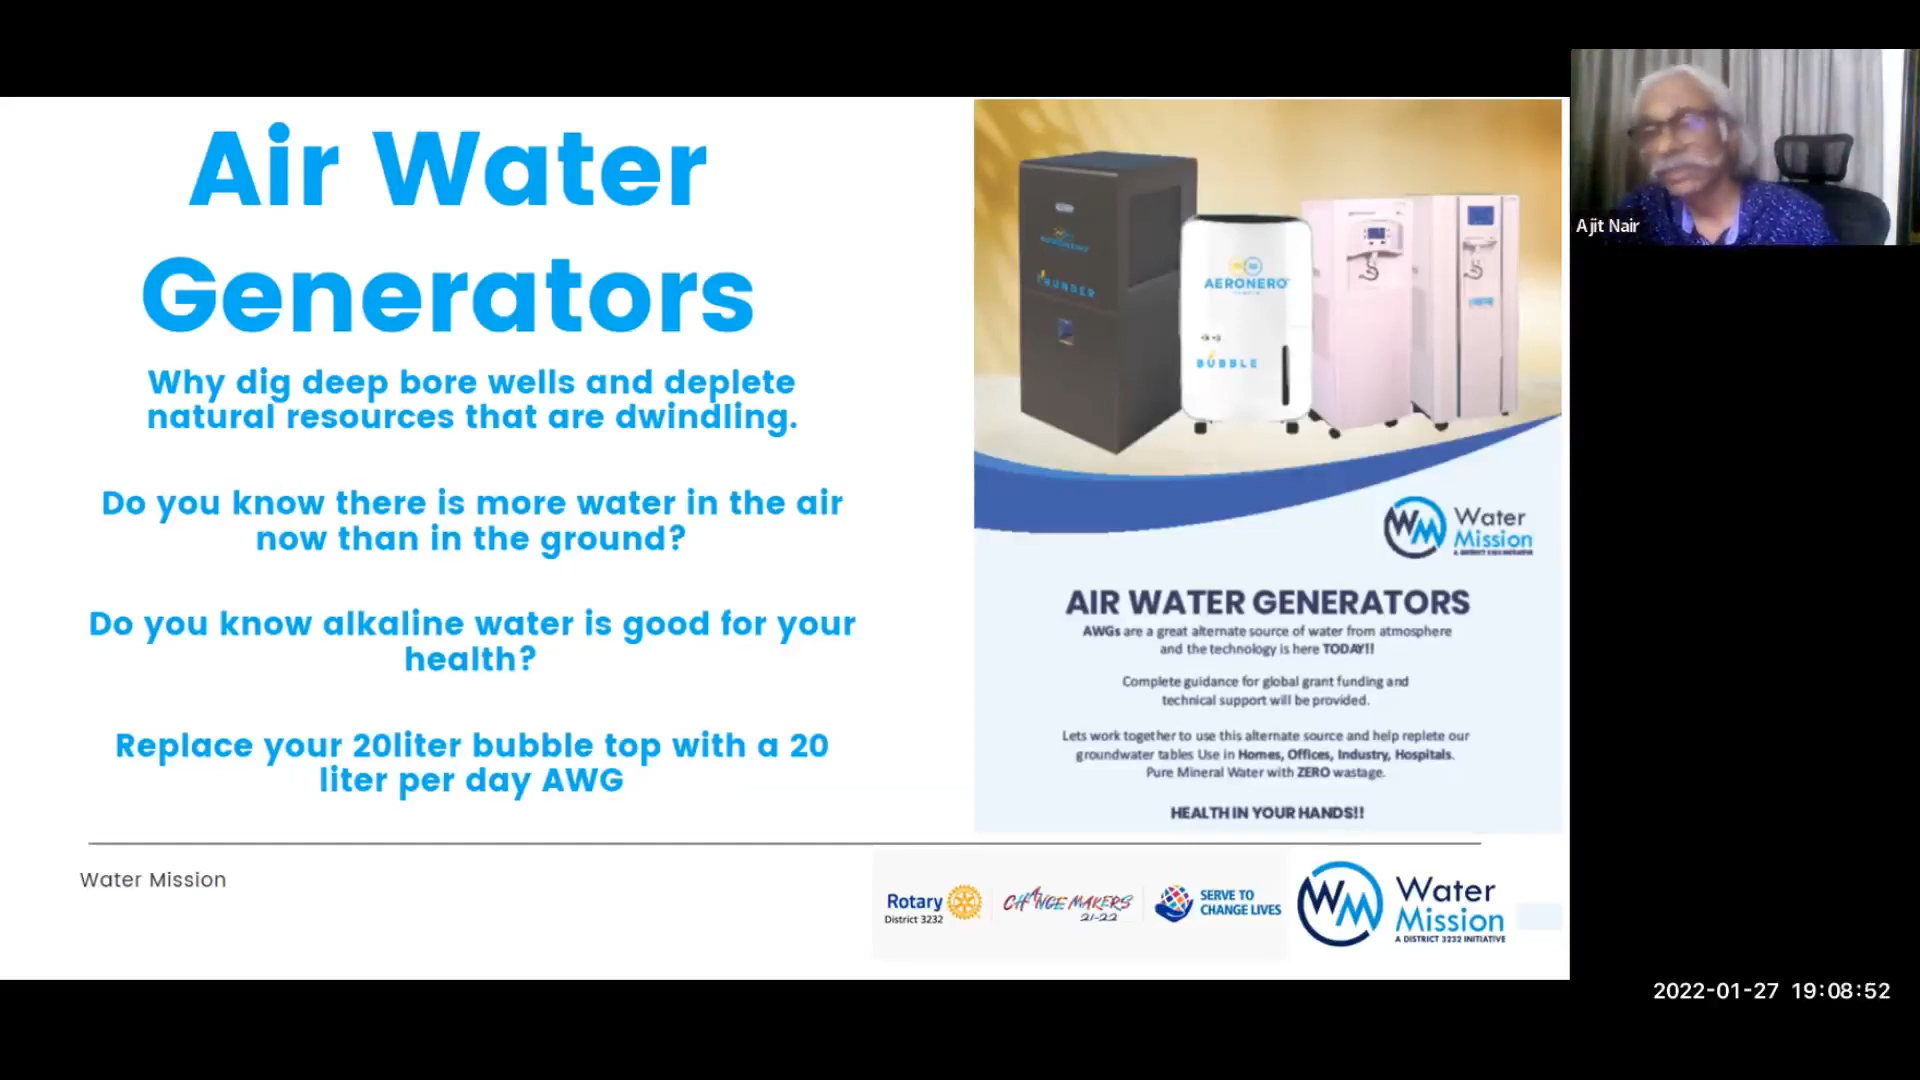 Air Water
Generators
Why dig deep bore wells and deplete
natural resources that are dwindling.
Do you know there is more water in the air
now than in the ground?
Do you know alkaline water is good for your
health?
Replace your 20liter bubble top with a 20
liter per day AWG
Water Mission
AERONERO
THUNDER
AERONERO
BUBBLE
WM Water
Mission
A DISTRICT 3232 INITIATIVE
AIR WATER GENERATORS
AWGs are a great alternate source of water from atmosphere
and the technology is here TODAY!!
Complete guidance for global grant funding and
technical support will be provided.
Lets work together to use this alternate source and help replete our
groundwater tables Use in Homes, Offices, Industry, Hospitals.
Pure Mineral Water with ZERO wastage.
HEALTH IN YOUR HANDS!!
Rotary
District 3232
CHANGE MAKERS
21-22
SERVE TO
CHANGE LIVES
WM Water
Mission
A DISTRICT 3232 INITIATIVE
Ajit Nair
2022-01-27 19:08:52